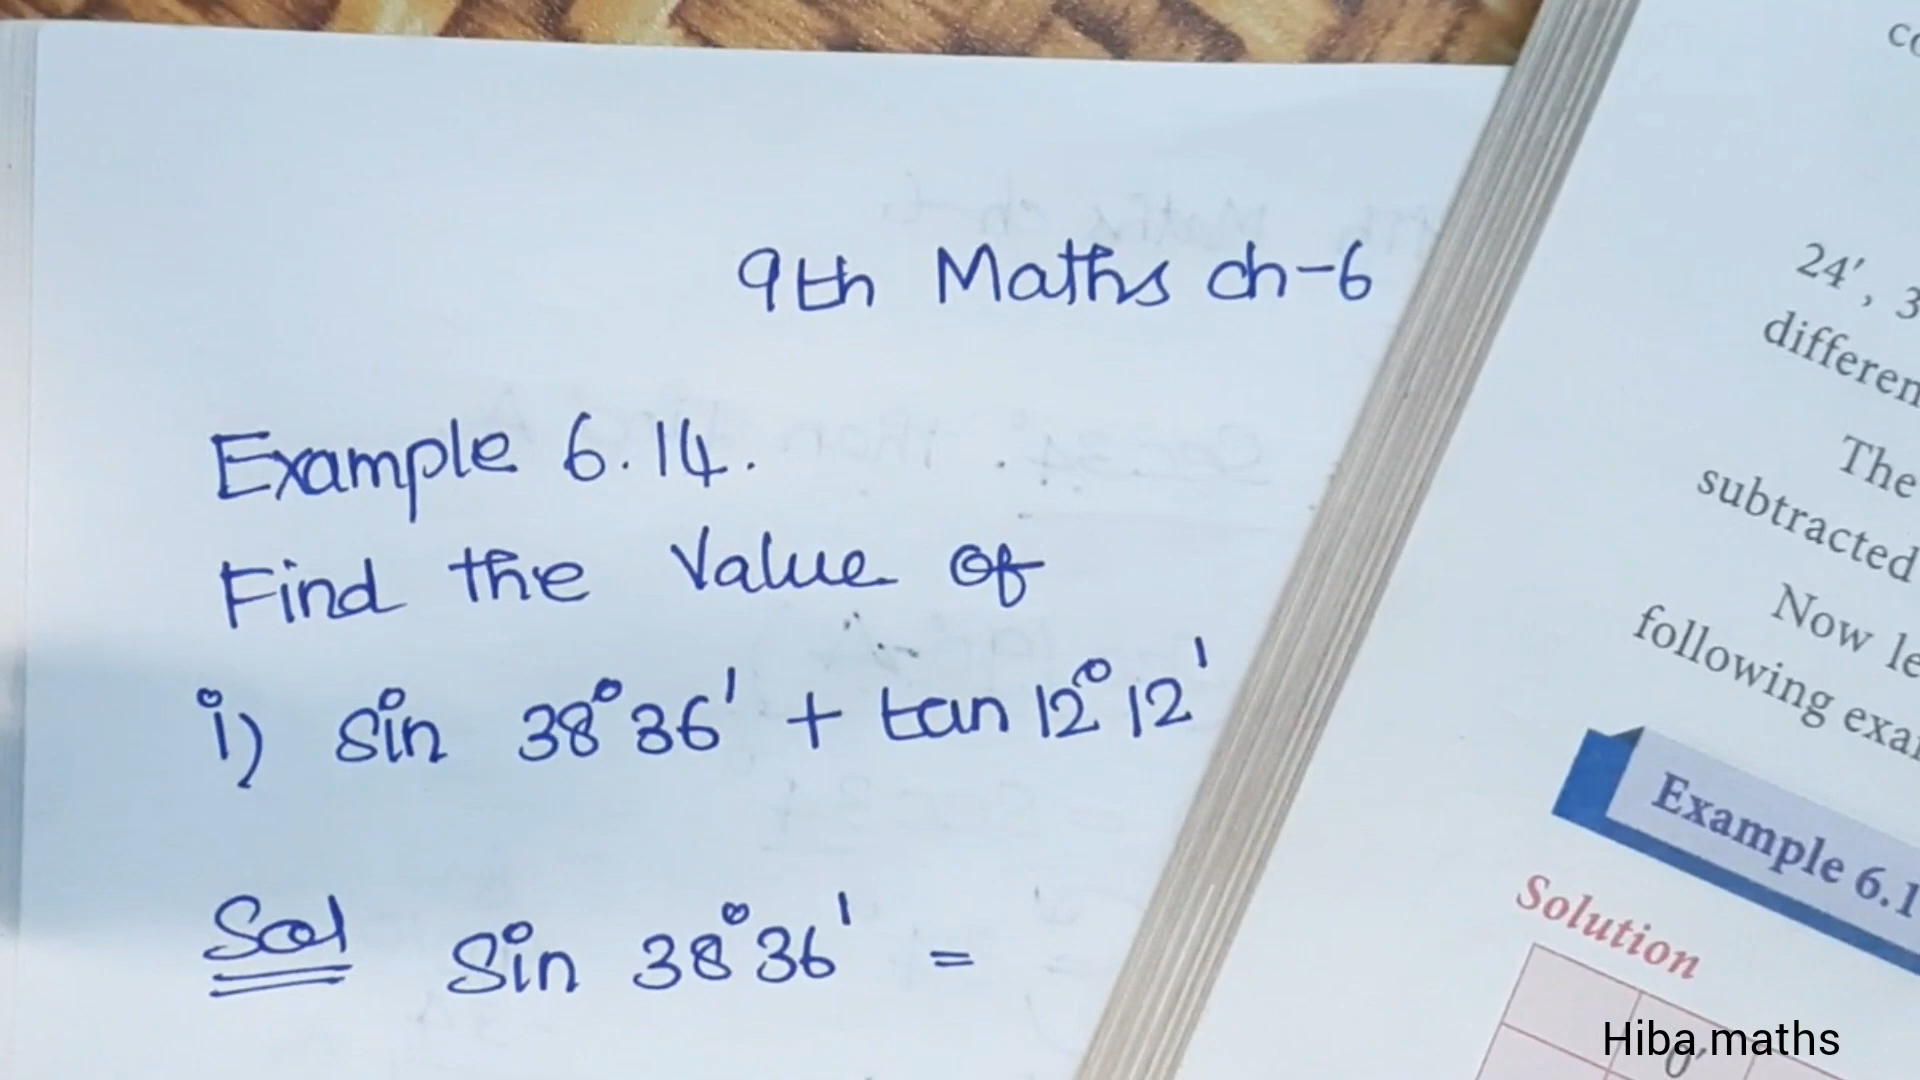 9th Maths ch-6
Example 6.14.
Find the Value of
i) Sin 38°36' + tan 12°12'
Sol Sin 38°36' =
24', 3
differen
The
subtracted
Now le
following exa
Example 6.1
Solution
0'
Hiba maths